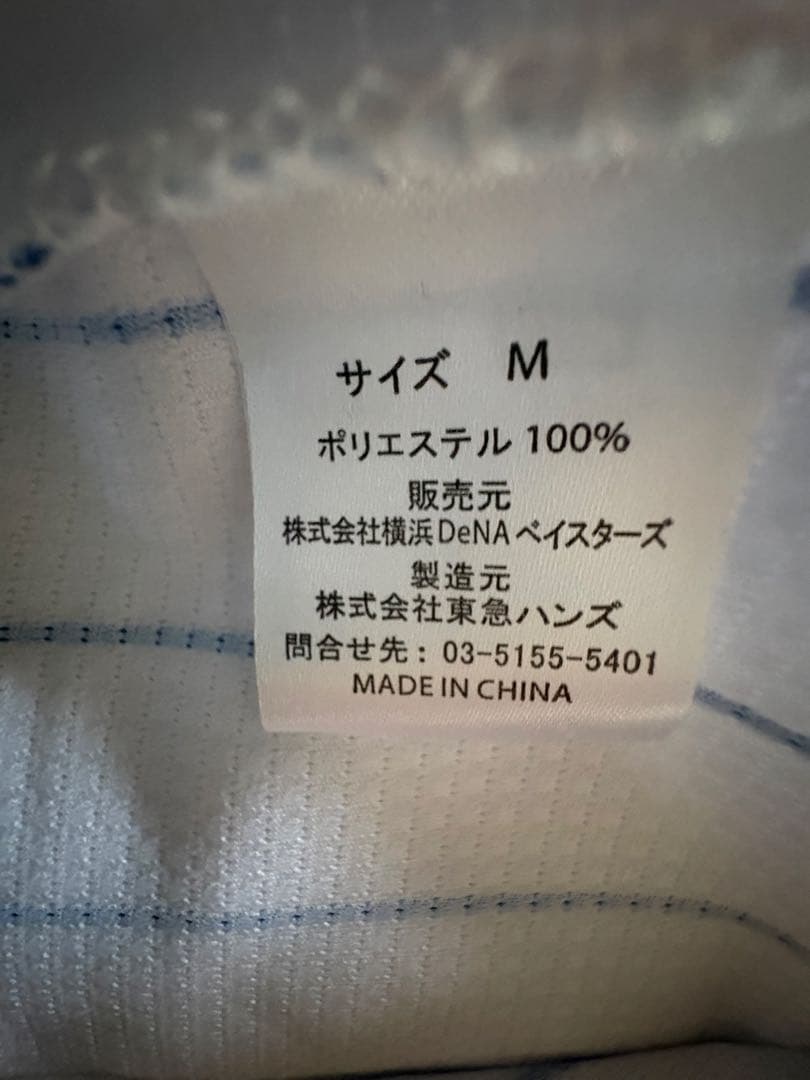 サイズ M
ポリエステル 100%
販売元
株式会社横浜DeNAベイスターズ
製造元
株式会社東急ハンズ
問合せ先: 03-5155-5401
MADE IN CHINA